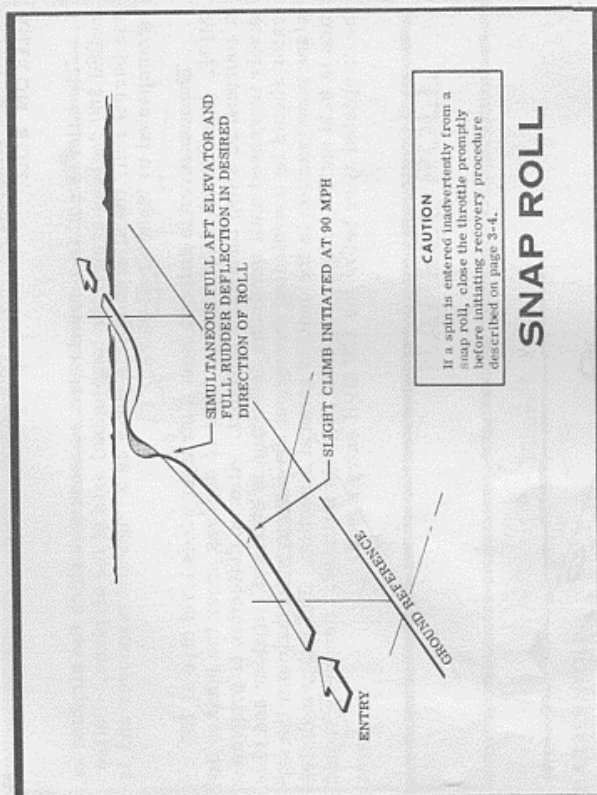 SIMULTANEOUS FULL AFT ELEVATOR AND
FULL RUDDER DEFLECTION IN DESIRED
DIRECTION OF ROLL
SLIGHT CLIMB INITIATED AT 90 MPH
GROUND REFERENCE
ENTRY
CAUTION
If a spin is entered inadvertently from a
snap roll, close the throttle promptly
before initiating recovery procedure
described on page 3-4.
SNAP ROLL